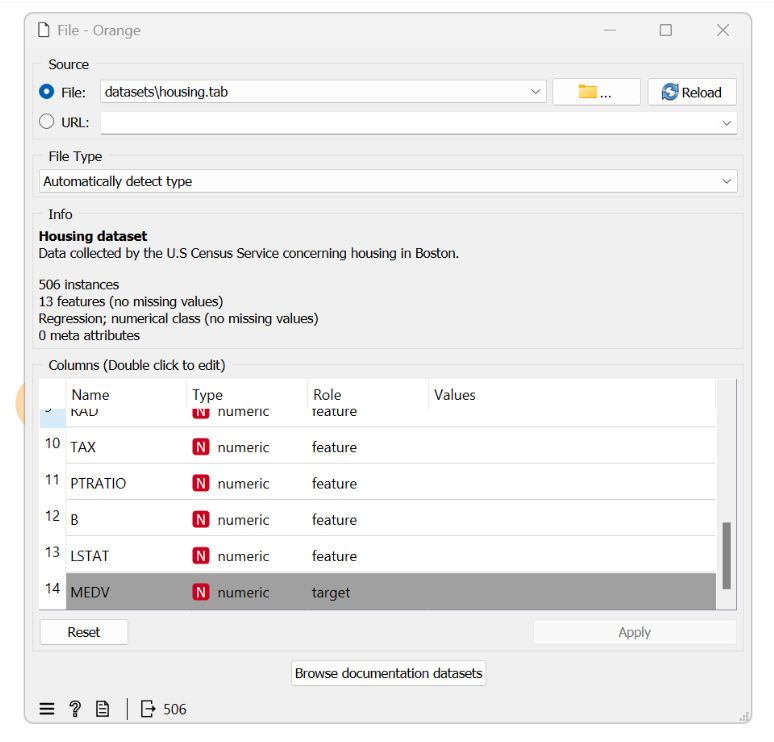 File - Orange
Source
File: datasets\housing.tab ... Reload
URL:
File Type
Automatically detect type
Info
Housing dataset
Data collected by the U.S Census Service concerning housing in Boston.
506 instances
13 features (no missing values)
Regression; numerical class (no missing values)
0 meta attributes
Columns (Double click to edit)
Name Type Role Values
9 RAD N numeric feature
10 TAX N numeric feature
11 PTRATIO N numeric feature
12 B N numeric feature
13 LSTAT N numeric feature
14 MEDV N numeric target
Reset Apply
Browse documentation datasets
? 506